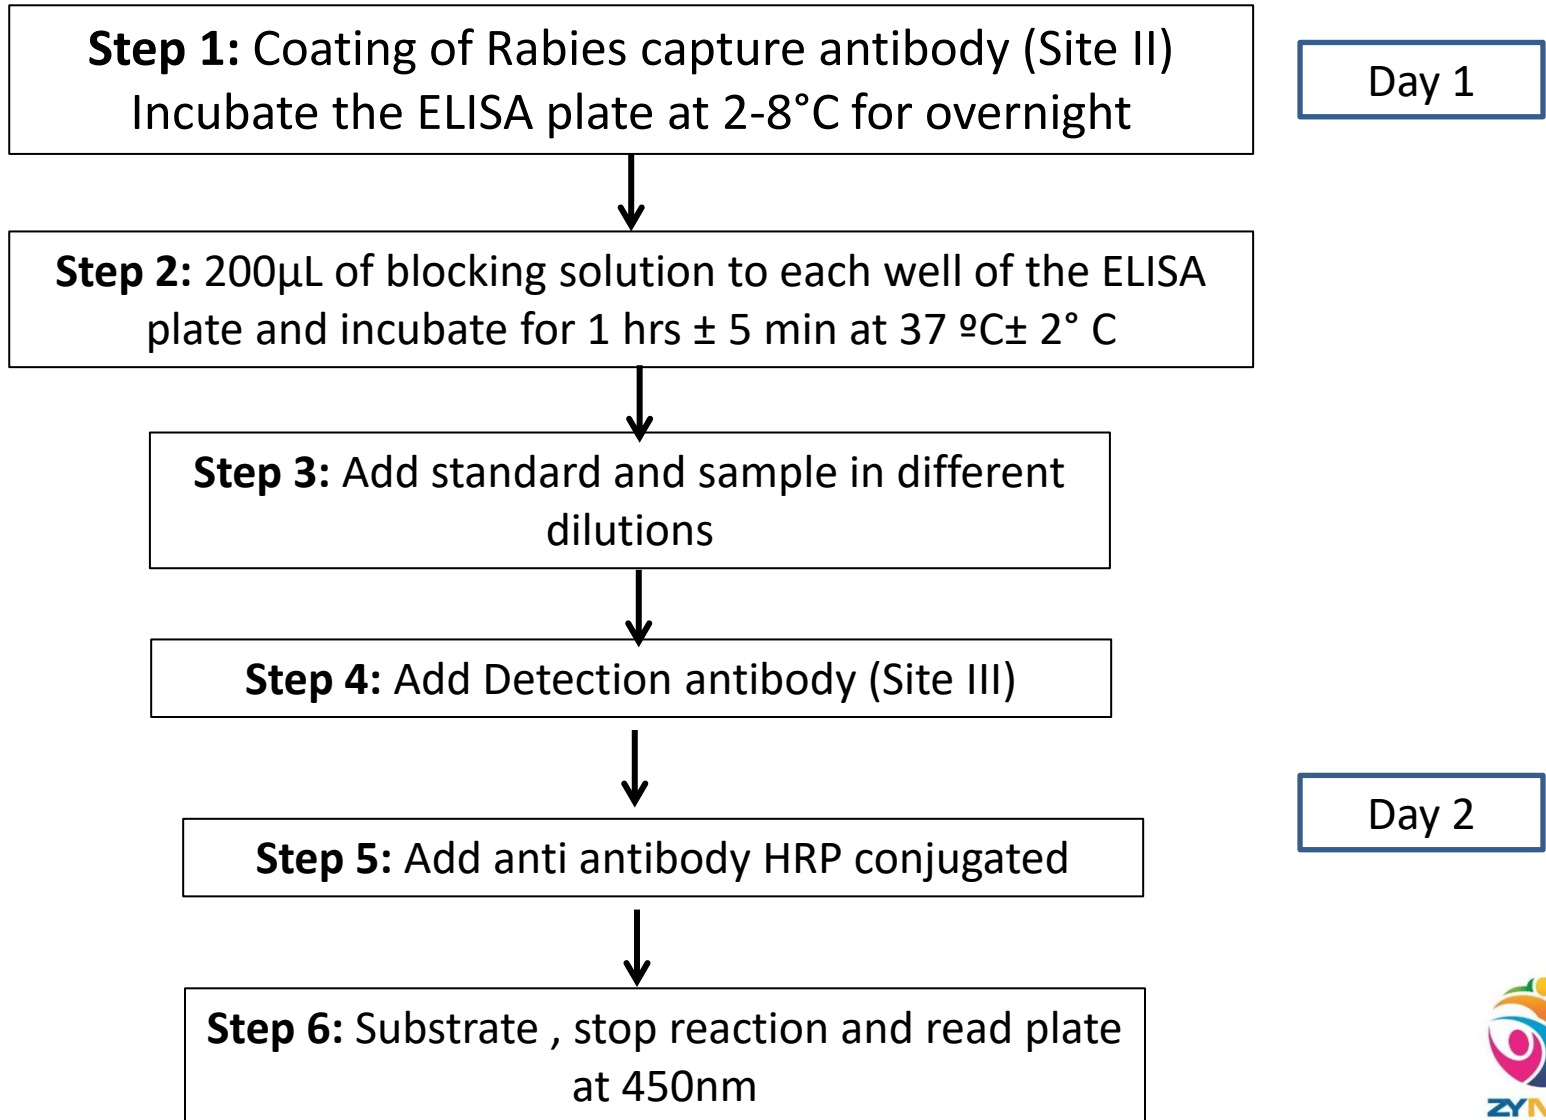 Step 1: Coating of Rabies capture antibody (Site II)
Incubate the ELISA plate at 2-8°C for overnight
Day 1
Step 2: 200µL of blocking solution to each well of the ELISA
plate and incubate for 1 hrs ± 5 min at 37 ºC± 2° C
Step 3: Add standard and sample in different
dilutions
Step 4: Add Detection antibody (Site III)
Day 2
Step 5: Add anti antibody HRP conjugated
Step 6: Substrate , stop reaction and read plate
at 450nm